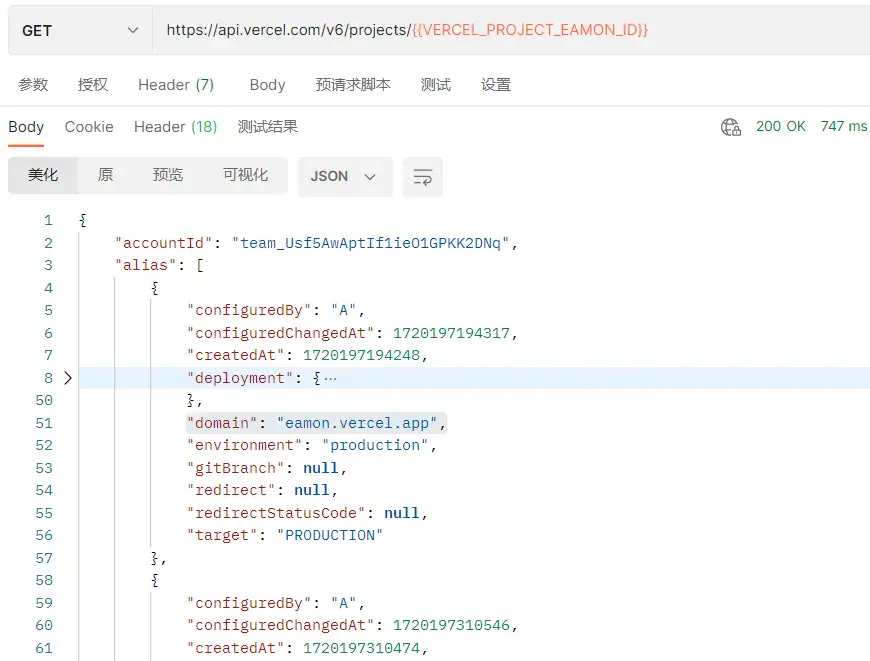 GET https://api.vercel.com/v6/projects/{{VERCEL_PROJECT_EAMON_ID}}
参数 授权 Header (7) Body 预请求脚本 测试 设置
Body Cookie Header (18) 测试结果 200 OK 747 ms
美化 原 预览 可视化 JSON
1 {
2 "accountId": "team_Usf5AwAptIf1ieO1GPKK2DNq",
3 "alias": [
4 {
5 "configuredBy": "A",
6 "configuredChangedAt": 1720197194317,
7 "createdAt": 1720197194248,
8 "deployment": {···
50 },
51 "domain": "eamon.vercel.app",
52 "environment": "production",
53 "gitBranch": null,
54 "redirect": null,
55 "redirectStatusCode": null,
56 "target": "PRODUCTION"
57 },
58 {
59 "configuredBy": "A",
60 "configuredChangedAt": 1720197310546,
61 "createdAt": 1720197310474,